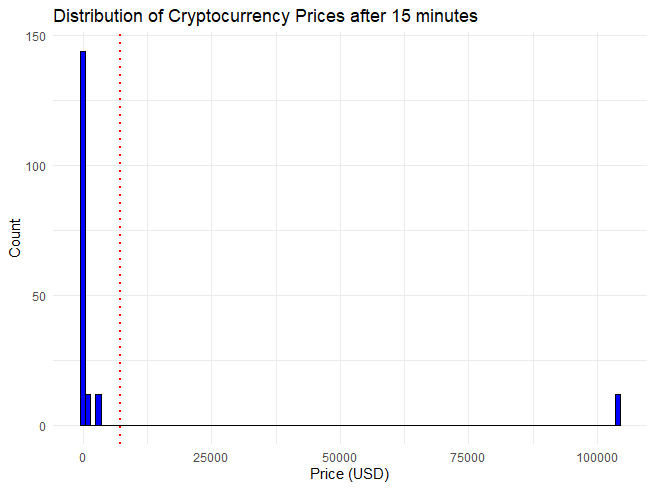 Distribution of Cryptocurrency Prices after 15 minutes
150
100
50
0
Count
0 25000 50000 75000 100000
Price (USD)